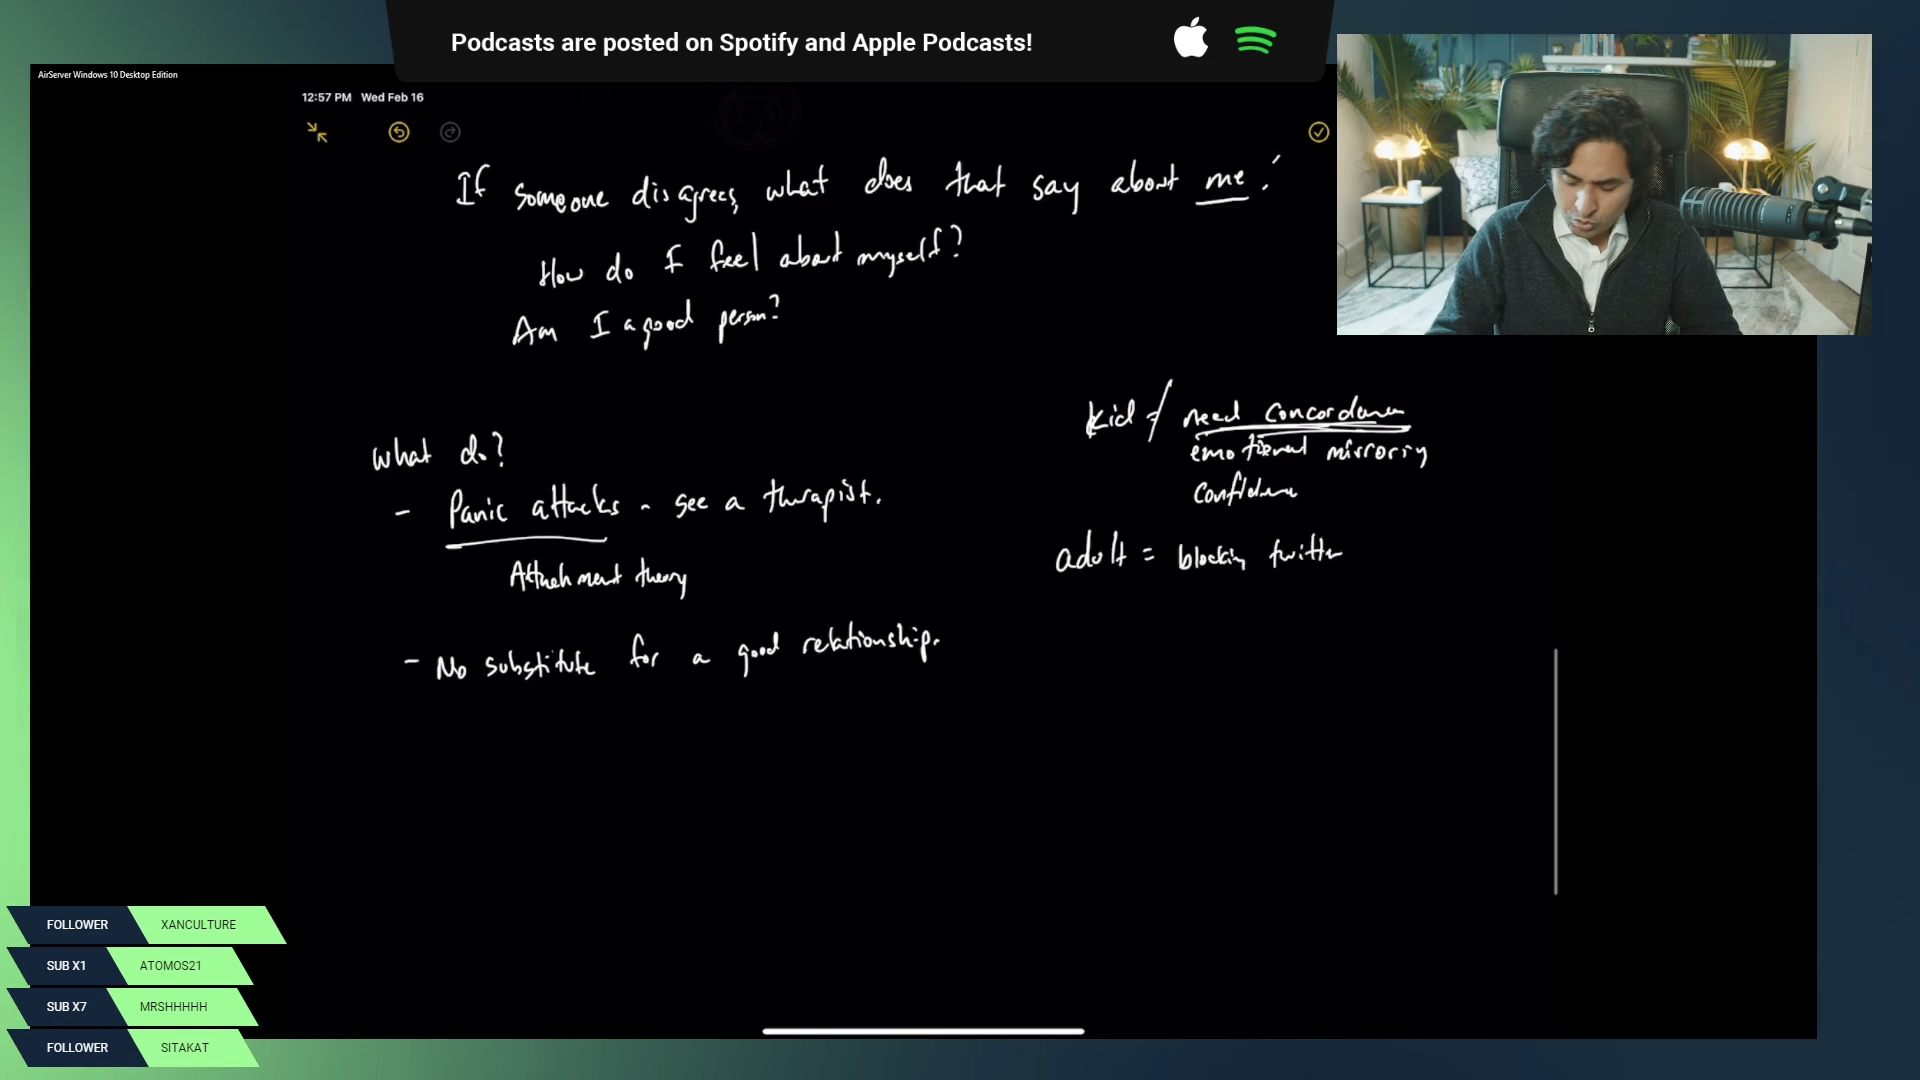 Podcasts are posted on Spotify and Apple Podcasts!
AirServer Windows 10 Desktop Edition
12:57 PM Wed Feb 16
If someone disagrees, what does that say about me?
How do I feel about myself?
Am I a good person?
Kid = need concordance
emotional mirroring
confidence
What do?
- Panic attacks - see a therapist.
Attachment theory
adult = blocking twitter
- No substitute for a good relationship.
FOLLOWER XANCULTURE
SUB X1 ATOMOS21
SUB X7 MRSHHHHH
FOLLOWER SITAKAT